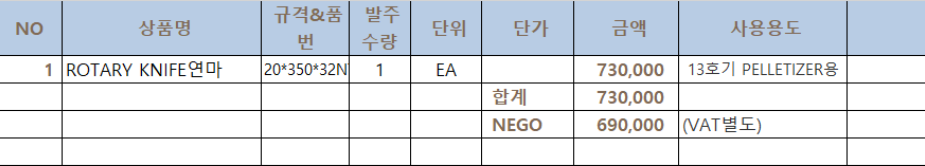 NO 상품명 규격&품번 발주수량 단위 단가 금액 사용용도
1 ROTARY KNIFE연마 20*350*32N 1 EA 730,000 13호기 PELLETIZER용
합계 730,000
NEGO 690,000 (VAT별도)